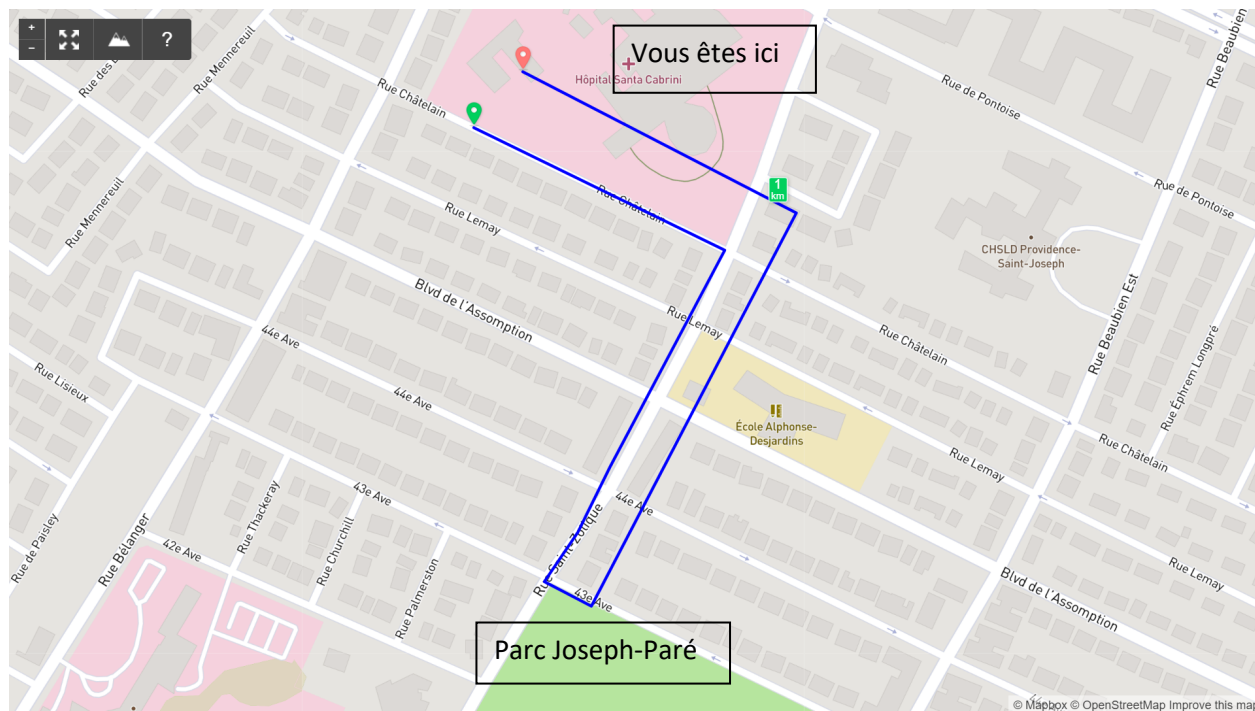 +
−
?
Vous êtes ici
Hôpital Santa Cabrini
Rue Beaubien
Rue Mennereuil
Rue Châtelain
Rue de Pontoise
Rue de Pontoise
Rue Mennereuil
1
km
Rue Châtelain
Rue Lemay
CHSLD Providence-
Saint-Joseph
Blvd de l'Assomption
Rue Lemay
Rue Beaubien Est
Rue Châtelain
Rue Éphrem Longpré
44e Ave
Rue Lisieux
44e Ave
École Alphonse-
Desjardins
Rue Châtelain
Rue Lemay
43e Ave
44e Ave
Rue Thackeray
Rue de Paisley
Rue Bélanger
42e Ave
Rue Churchill
Rue Saint-Zotique
Rue Palmerston
43e Ave
Blvd de l'Assomption
Rue Lemay
Parc Joseph-Paré
© Mapbox © OpenStreetMap Improve this map